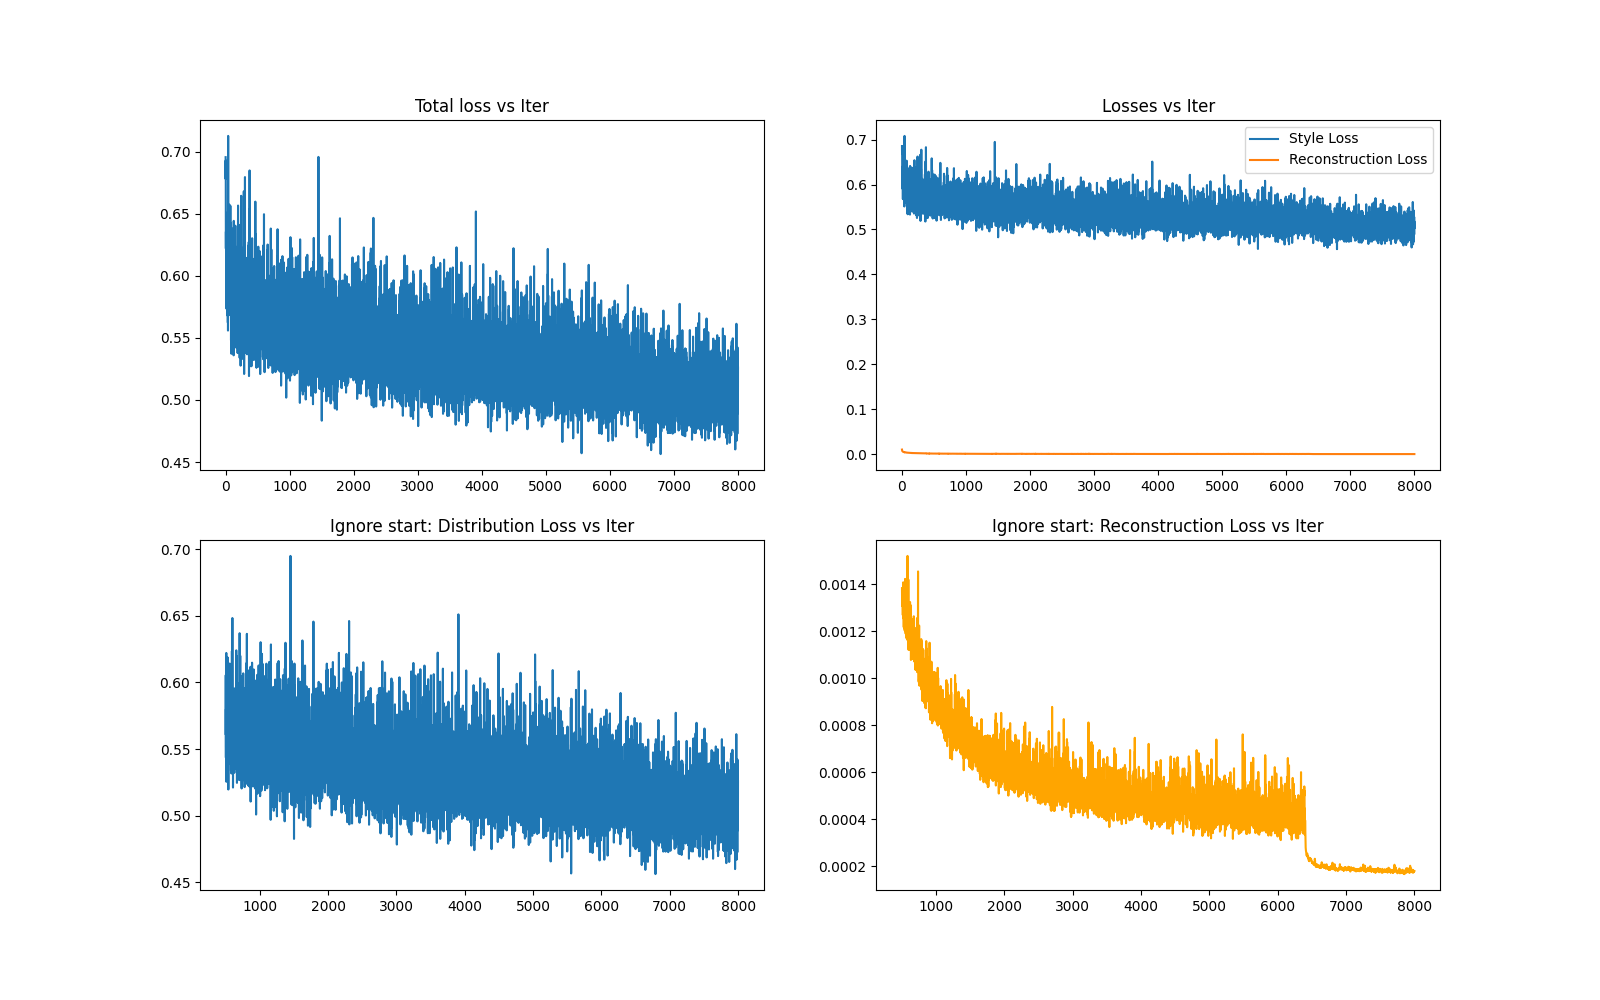 Total loss vs Iter
0.70
0.65
0.60
0.55
0.50
0.45
0 1000 2000 3000 4000 5000 6000 7000 8000
Losses vs Iter
Style Loss
Reconstruction Loss
0.7
0.6
0.5
0.4
0.3
0.2
0.1
0.0
0 1000 2000 3000 4000 5000 6000 7000 8000
Ignore start: Distribution Loss vs Iter
0.70
0.65
0.60
0.55
0.50
0.45
1000 2000 3000 4000 5000 6000 7000 8000
Ignore start: Reconstruction Loss vs Iter
0.0014
0.0012
0.0010
0.0008
0.0006
0.0004
0.0002
1000 2000 3000 4000 5000 6000 7000 8000